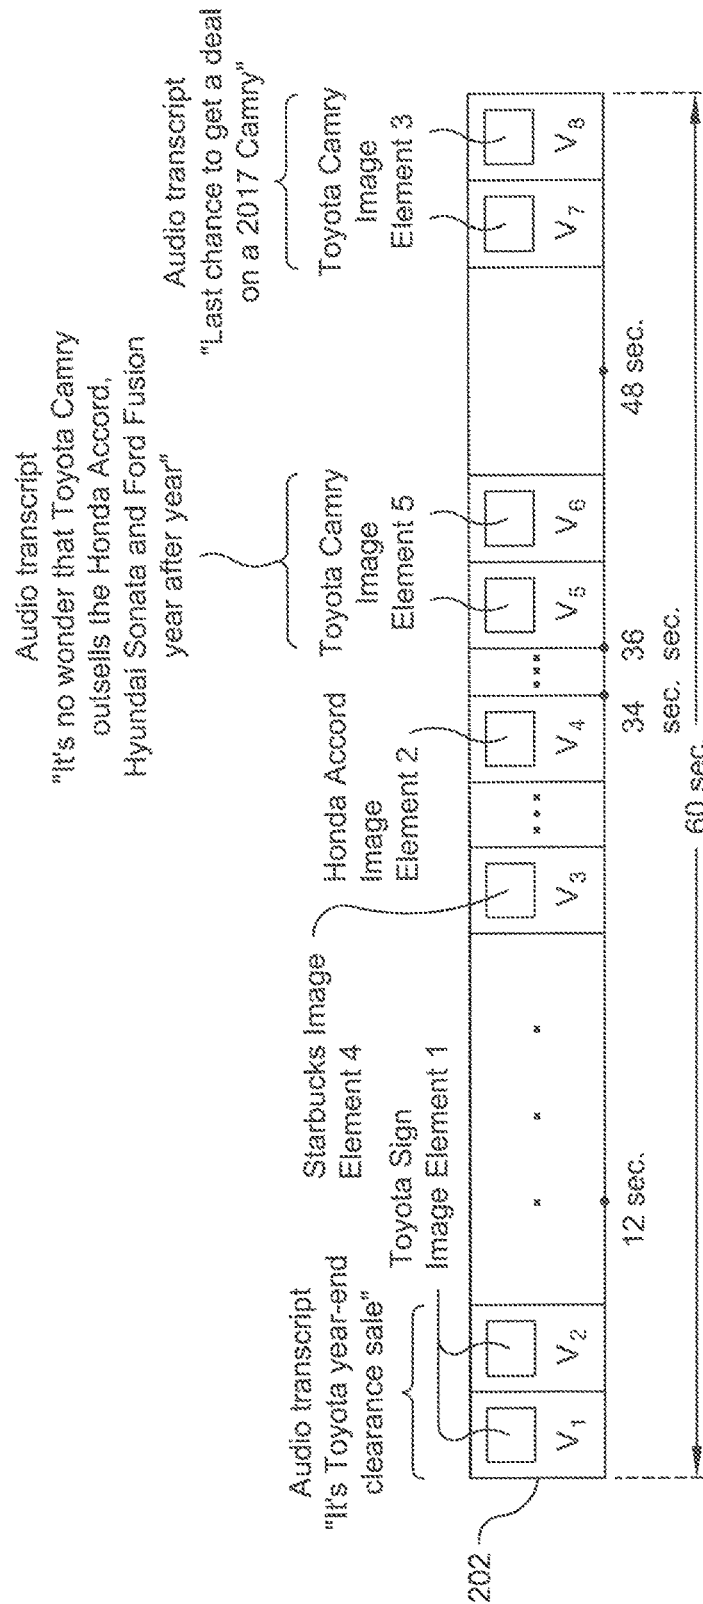 Audio transcript
"It's Toyota year-end
clearance sale"
Toyota Sign
Image Element 1
Starbucks Image
Element 4
Honda Accord
Image
Element 2
Audio transcript
"It's no wonder that Toyota Camry
outsells the Honda Accord,
Hyundai Sonata and Ford Fusion
year after year"
Toyota Camry
Image
Element 5
Audio transcript
"Last chance to get a deal
on a 2017 Camry"
Toyota Camry
Image
Element 3
202
V1
V2
V3
V4
V5
V6
V7
V8
12 sec.
34
sec.
36
sec.
48 sec.
60 sec.